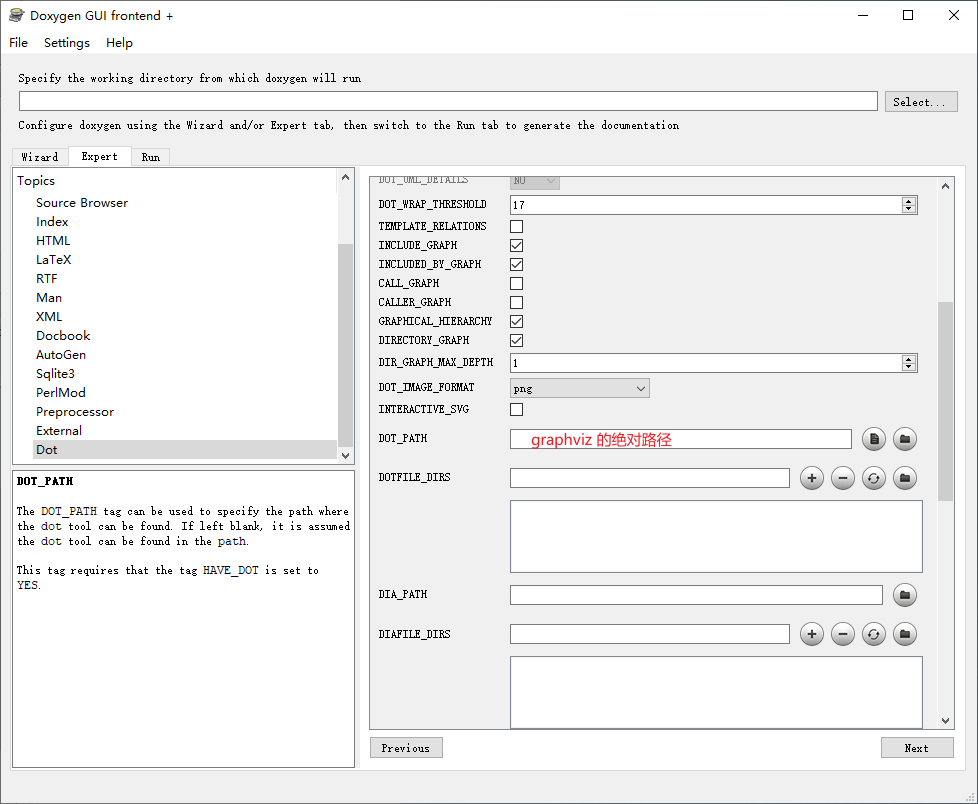 Doxygen GUI frontend +
File Settings Help
Specify the working directory from which doxygen will run
Select...
Configure doxygen using the Wizard and/or Expert tab, then switch to the Run tab to generate the documentation
Wizard Expert Run
Topics
Source Browser
Index
HTML
LaTeX
RTF
Man
XML
Docbook
AutoGen
Sqlite3
PerlMod
Preprocessor
External
Dot
DOT_PATH
The DOT_PATH tag can be used to specify the path where
the dot tool can be found. If left blank, it is assumed
the dot tool can be found in the path.
This tag requires that the tag HAVE_DOT is set to
YES.
DOT_UML_DETAILS NO
DOT_WRAP_THRESHOLD 17
TEMPLATE_RELATIONS
INCLUDE_GRAPH
INCLUDED_BY_GRAPH
CALL_GRAPH
CALLER_GRAPH
GRAPHICAL_HIERARCHY
DIRECTORY_GRAPH
DIR_GRAPH_MAX_DEPTH 1
DOT_IMAGE_FORMAT png
INTERACTIVE_SVG
DOT_PATH graphviz 的绝对路径
DOTFILE_DIRS
DIA_PATH
DIAFILE_DIRS
Previous Next